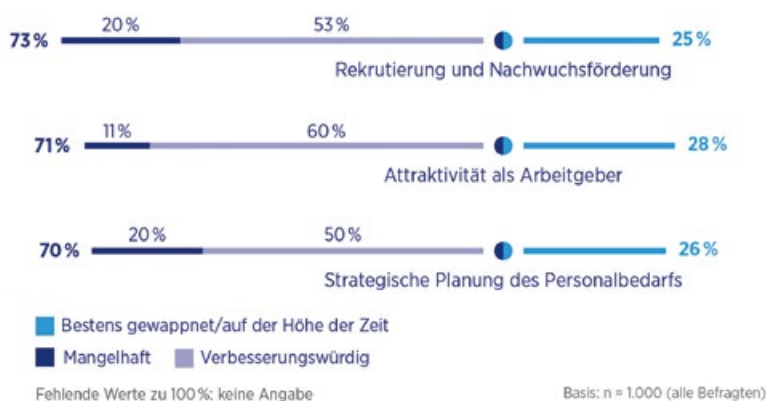 20 % 53 %
73 % 25 %
Rekrutierung und Nachwuchsförderung
11 % 60 %
71 % 28 %
Attraktivität als Arbeitgeber
20 % 50 %
70 % 26 %
Strategische Planung des Personalbedarfs
Bestens gewappnet/auf der Höhe der Zeit
Mangelhaft Verbesserungswürdig
Fehlende Werte zu 100 %: keine Angabe Basis: n = 1.000 (alle Befragten)